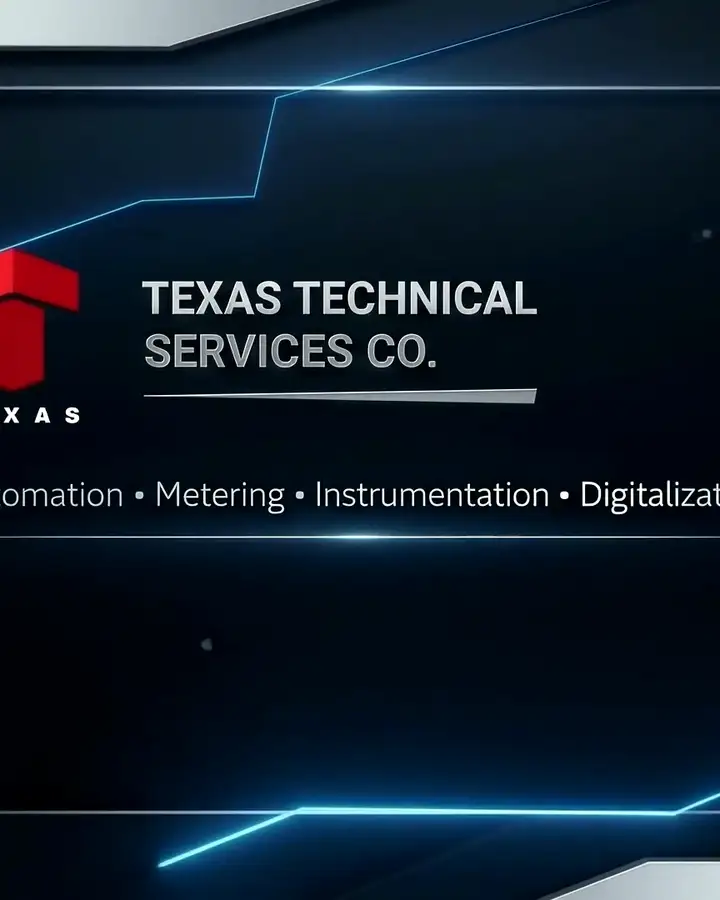 TEXAS TECHNICAL
SERVICES CO.
XAS
omation • Metering • Instrumentation • Digitalizat